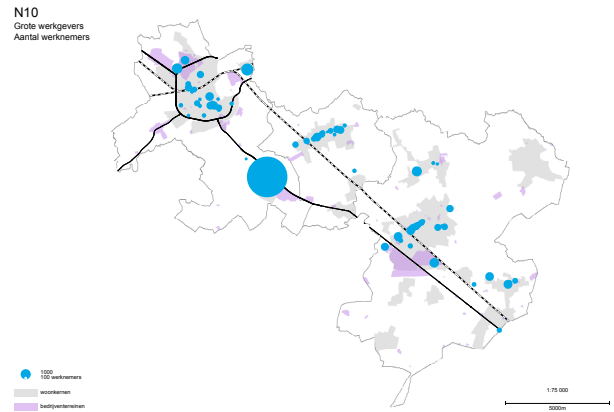 N10
Grote werkgevers
Aantal werknemers
1000
100 werknemers
woonkernen
bedrijventerreinen
1:75 000
5000m